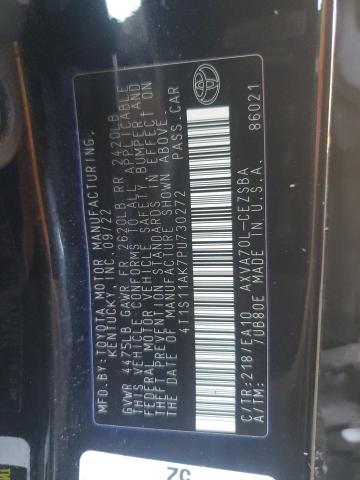 MFD.BY:TOYOTA MOTOR MANUFACTURING,
KENTUCKY, INC. 09/22
GVWR 4475LB GAWR FR 2620LB RR 2420LB
THIS VEHICLE CONFORMS TO ALL APPLICABLE
FEDERAL MOTOR VEHICLE SAFETY, BUMPER, AND
THEFT PREVENTION STANDARDS IN EFFECT ON
THE DATE OF MANUFACTURE SHOWN ABOVE.
4T1S11AK7PU730272 PASS.CAR
C/TR:218/EA10 AXVA70L-CEZSBA
A/TM: /UB80E MADE IN U.S.A. 86021